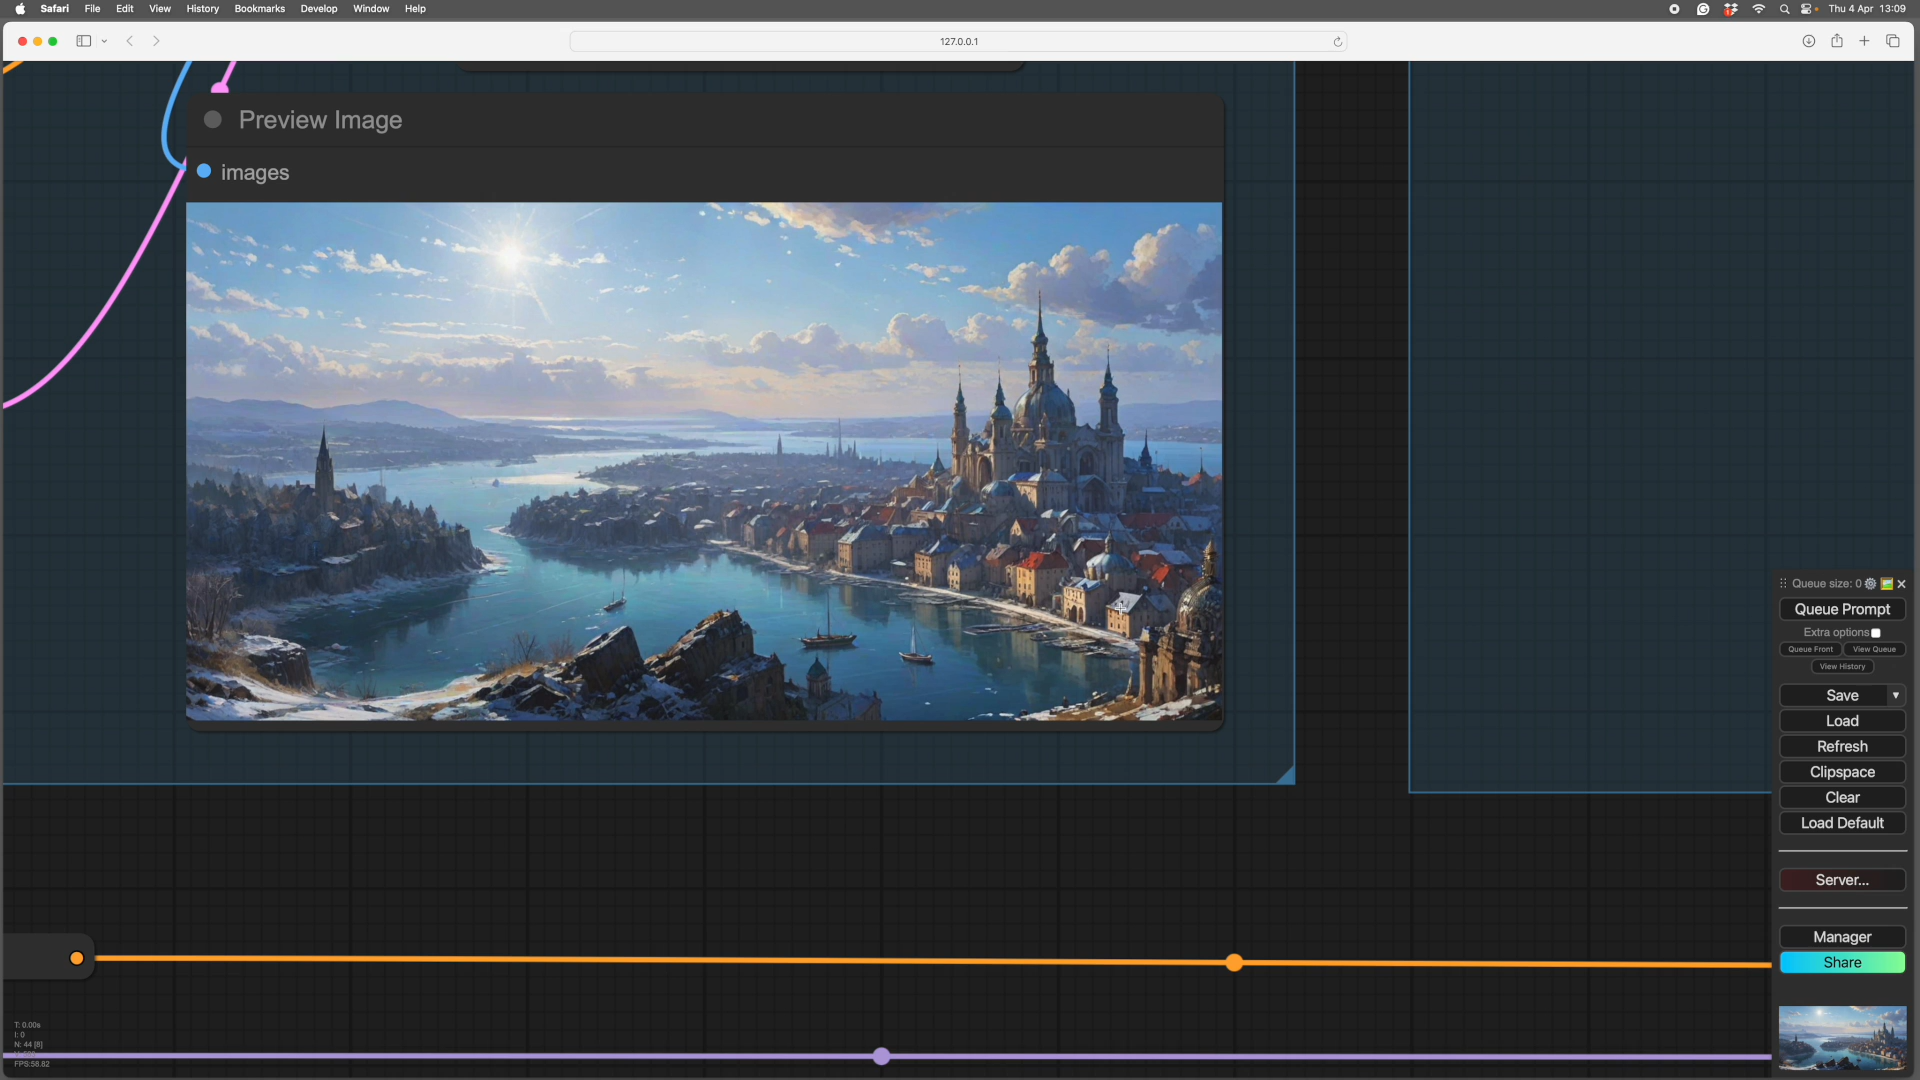 Safari File Edit View History Bookmarks Develop Window Help Thu 4 Apr 13:09
127.0.0.1
Preview Image
images
Queue size: 0
Queue Prompt
Extra options
Queue Front View Queue
View History
Save
Load
Refresh
Clipspace
Clear
Load Default
Server...
Manager
Share
T: 0.00s
I: 0
N: 44 [8]
FPS:58.82